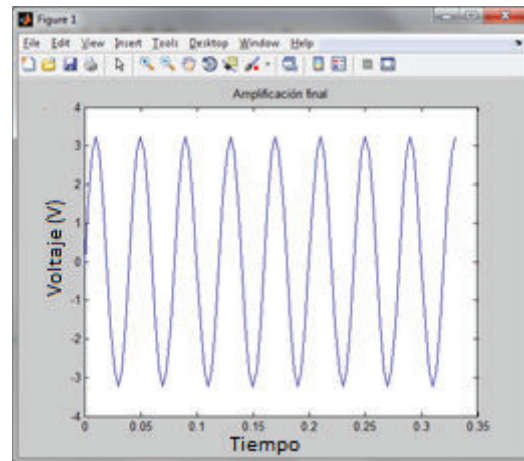 Figure 1
File Edit View Insert Tools Desktop Window Help
Amplificación final
4
3
2
1
0
-1
-2
-3
-4
Voltaje (V)
0 0.05 0.1 0.15 0.2 0.25 0.3 0.35
Tiempo